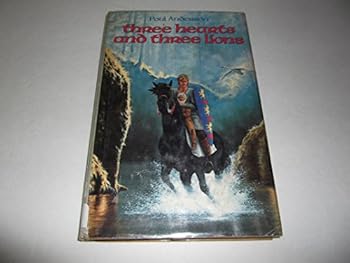 Poul Anderson
three hearts
and three lions